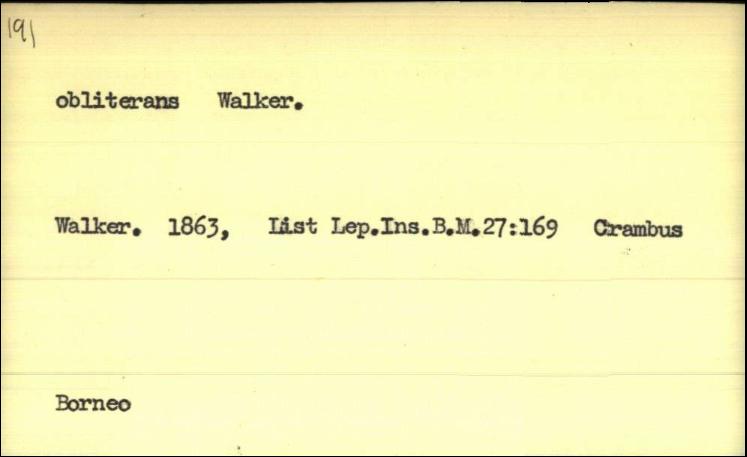 191
obliterans Walker.
Walker. 1863, List Lep.Ins.B.M.27:169 Crambus
Borneo